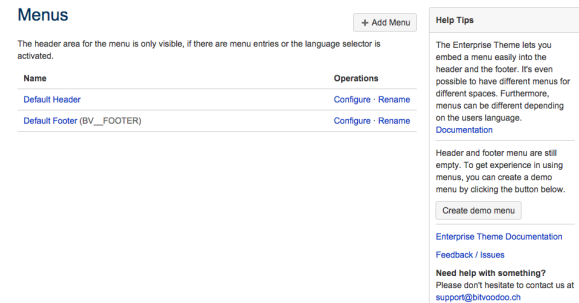 Menus
+ Add Menu
The header area for the menu is only visible, if there are menu entries or the language selector is
activated.
Name Operations
Default Header Configure · Rename
Default Footer (BV__FOOTER) Configure · Rename
Help Tips
The Enterprise Theme lets you
embed a menu easily into the
header and the footer. It's even
possible to have different menus for
different spaces. Furthermore,
menus can be different depending
on the users language.
Documentation
Header and footer menu are still
empty. To get experience in using
menus, you can create a demo
menu by clicking the button below.
Create demo menu
Enterprise Theme Documentation
Feedback / Issues
Need help with something?
Please don't hesitate to contact us at
support@bitvoodoo.ch